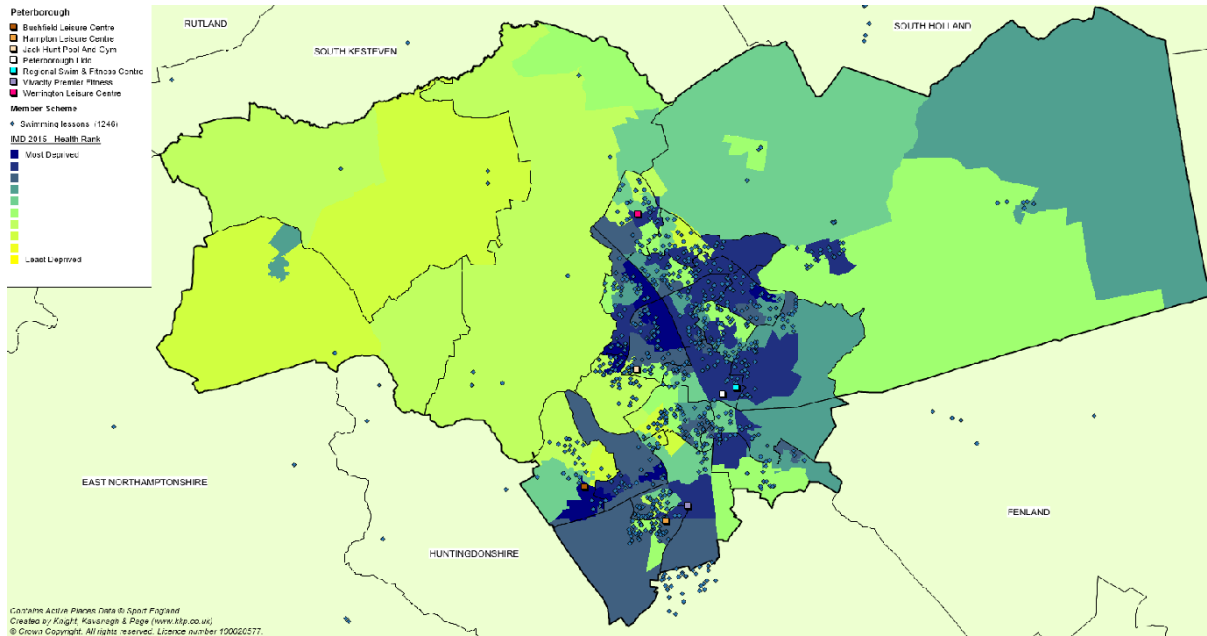 Peterborough
Bushfield Leisure Centre
Hampton Leisure Centre
Jack Hunt Pool And Gym
Peterborough Lido
Regional Swim & Fitness Centre
Vivacity Premier Fitness
Werrington Leisure Centre
Member Scheme
Swimming lessons (1246)
IMD 2015 Health Rank
Most Deprived
Least Deprived
RUTLAND
SOUTH KESTEVEN
SOUTH HOLLAND
EAST NORTHAMPTONSHIRE
HUNTINGDONSHIRE
FENLAND
Contains Active Places Data © Sport England
Created by Knight, Kavanagh & Page (www.kkp.co.uk)
© Crown Copyright. All rights reserved. Licence number 100020577.